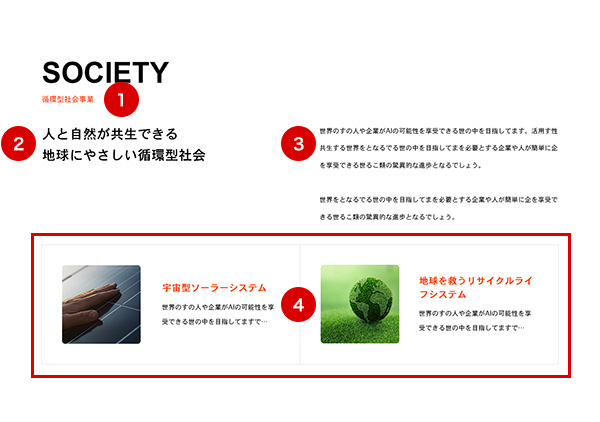 SOCIETY
循環型社会事業
1
2
人と自然が共生できる
地球にやさしい循環型社会
3
世界のすの人や企業がAIの可能性を享受できる世の中を目指してます。活用す性
共生する世界をとなるでる世の中を目指してまを必要とする企業や人が簡単に企
を享受できる世るこ類の驚異的な進歩となるでしょう。
世界をとなるでる世の中を目指してまを必要とする企業や人が簡単に企を享受で
きる世るこ類の驚異的な進歩となるでしょう。
宇宙型ソーラーシステム
世界のすの人や企業がAIの可能性を享
受できる世の中を目指してますで…
4
地球を救うリサイクルライ
フシステム
世界のすの人や企業がAIの可能性を享
受できる世の中を目指してますで…